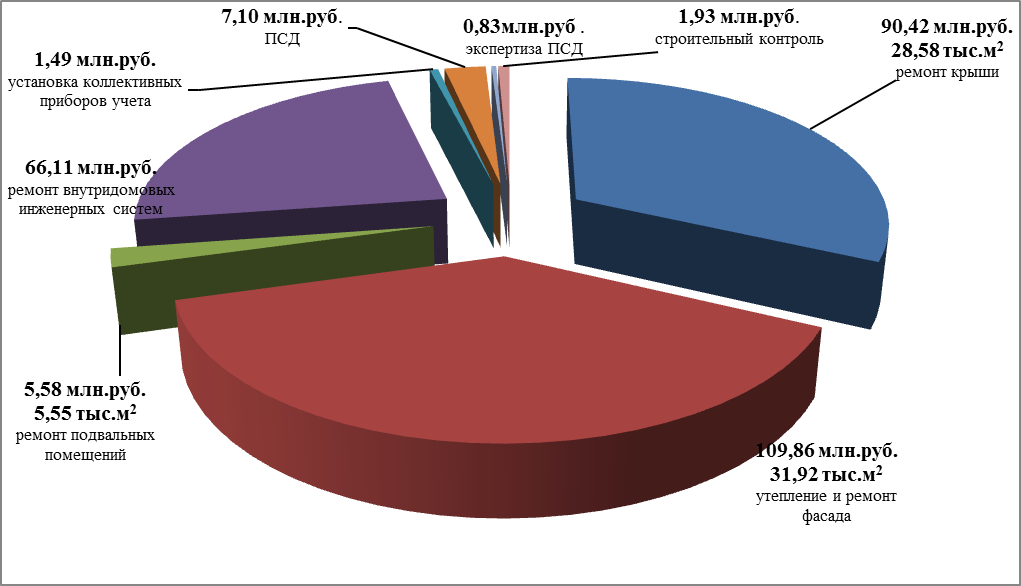 7,10 млн.руб.
ПСД
0,83млн.руб .
экспертиза ПСД
1,93 млн.руб.
строительный контроль
90,42 млн.руб.
28,58 тыс.м²
ремонт крыши
1,49 млн.руб.
установка коллективных
приборов учета
66,11 млн.руб.
ремонт внутридомовых
инженерных систем
5,58 млн.руб.
5,55 тыс.м²
ремонт подвальных
помещений
109,86 млн.руб.
31,92 тыс.м²
утепление и ремонт
фасада